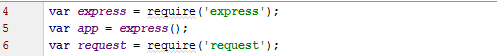 4 var express = require('express');
5 var app = express();
6 var request = require('request');